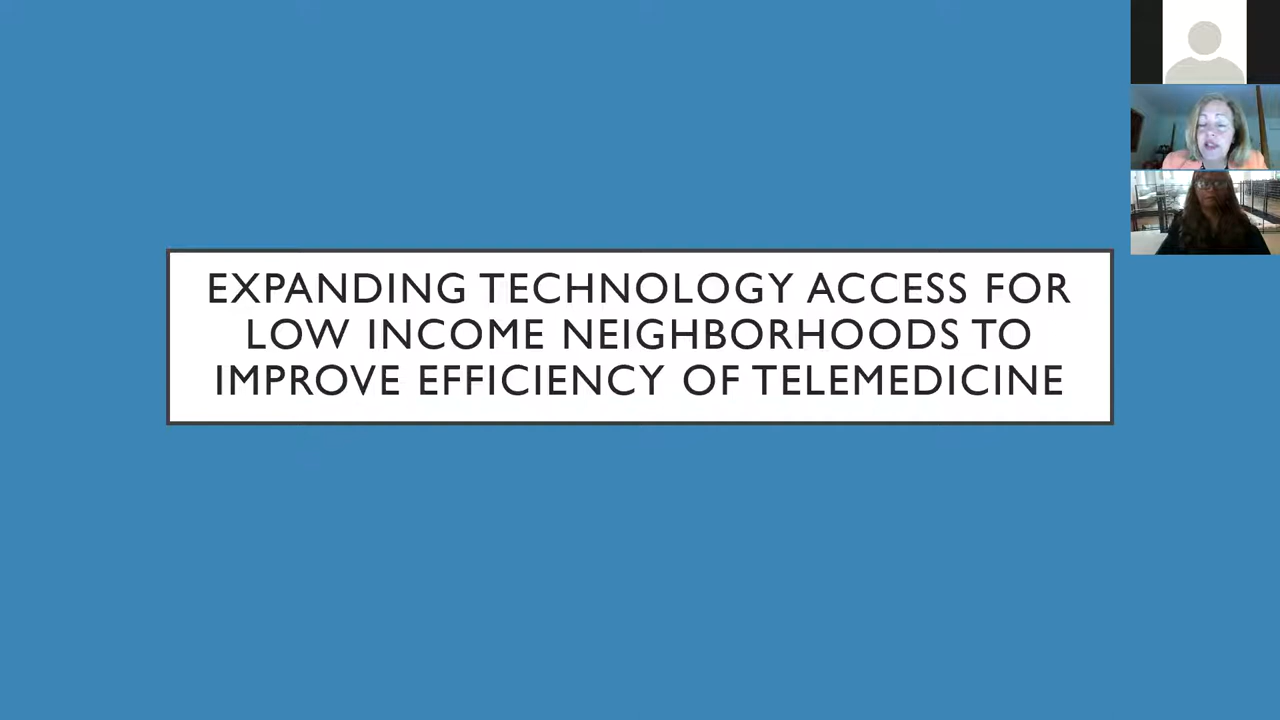 EXPANDING TECHNOLOGY ACCESS FOR
LOW INCOME NEIGHBORHOODS TO
IMPROVE EFFICIENCY OF TELEMEDICINE